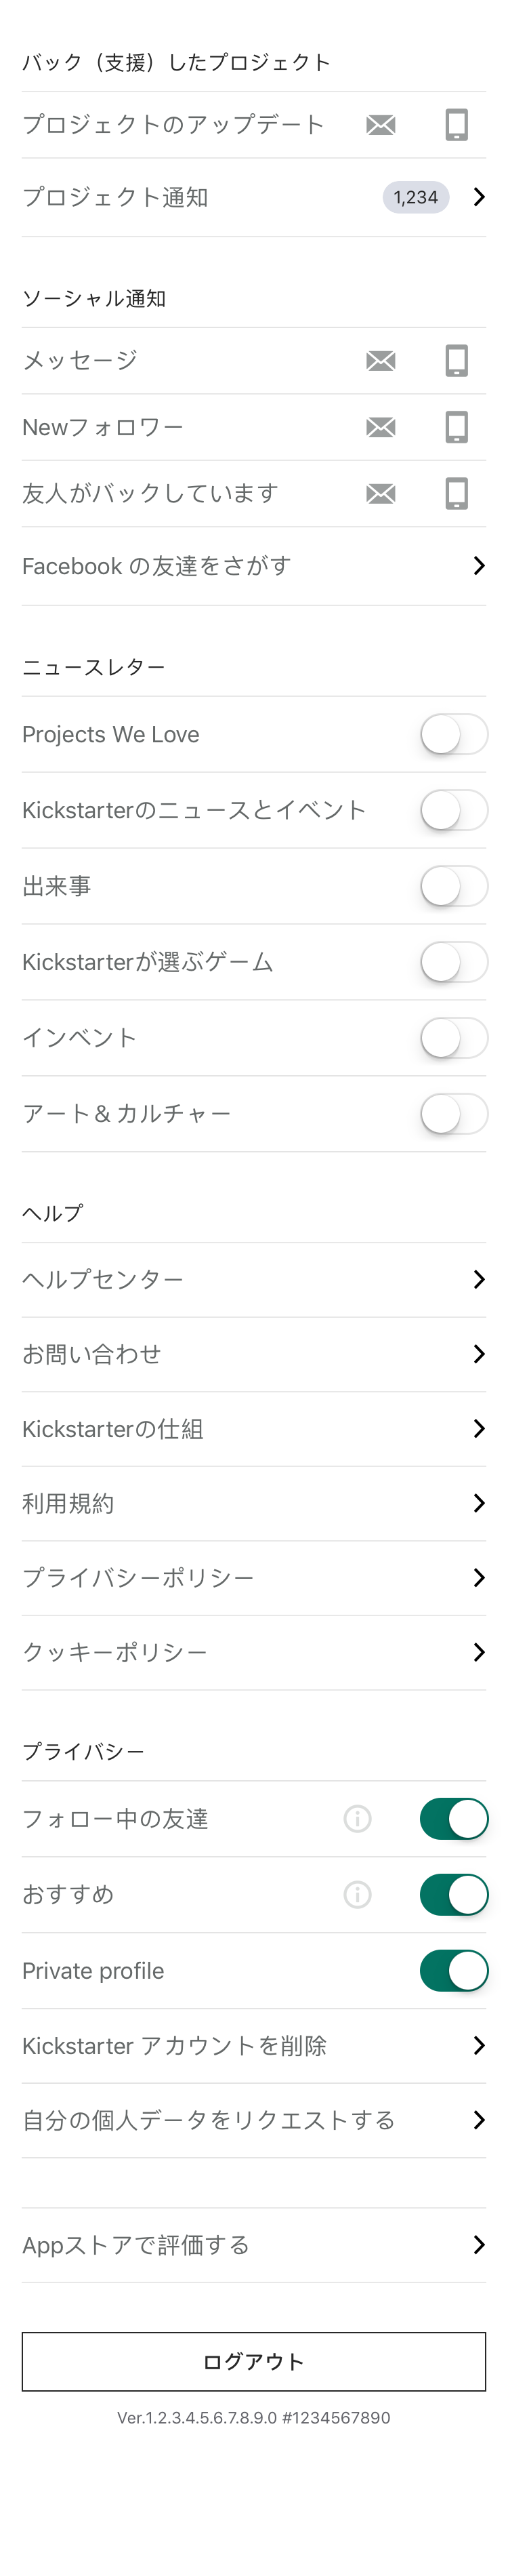 バック（支援）したプロジェクト
プロジェクトのアップデート
プロジェクト通知 1,234
ソーシャル通知
メッセージ
Newフォロワー
友人がバックしています
Facebook の友達をさがす
ニュースレター
Projects We Love
Kickstarterのニュースとイベント
出来事
Kickstarterが選ぶゲーム
インベント
アート& カルチャー
ヘルプ
ヘルプセンター
お問い合わせ
Kickstarterの仕組
利用規約
プライバシーポリシー
クッキーポリシー
プライバシー
フォロー中の友達
おすすめ
Private profile
Kickstarter アカウントを削除
自分の個人データをリクエストする
Appストアで評価する
ログアウト
Ver.1.2.3.4.5.6.7.8.9.0 #1234567890